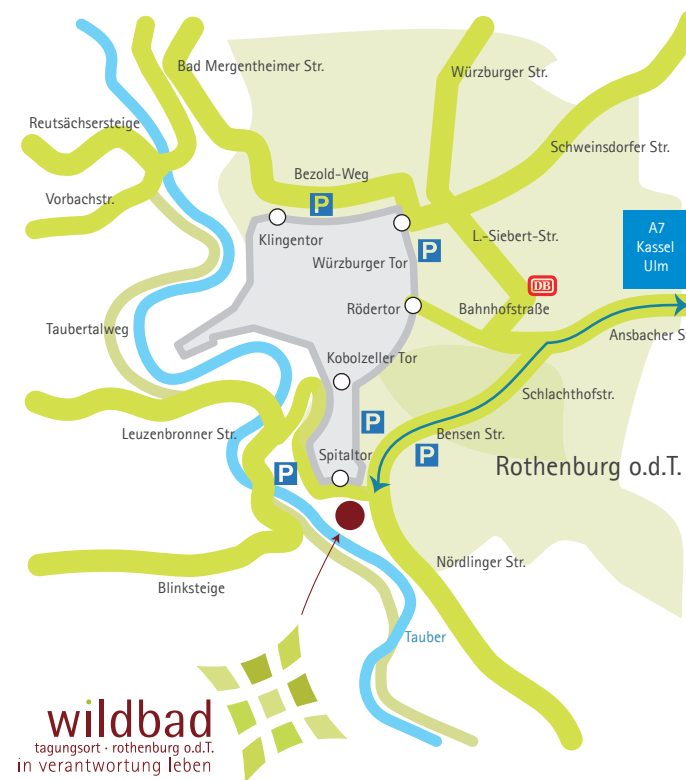 Bad Mergentheimer Str.
Würzburger Str.
Reutsächsersteige
Schweinsdorfer Str.
Bezold-Weg
Vorbachstr.
P
A7
Kassel
Ulm
Klingentor
L.-Siebert-Str.
P
Würzburger Tor
DB
Rödertor
Bahnhofstraße
Taubertalweg
Ansbacher S
Kobolzeller Tor
Schlachthofstr.
P
Leuzenbronner Str.
Bensen Str.
P
Spitaltor
P
Rothenburg o.d.T.
Nördlinger Str.
Blinksteige
Tauber
wildbad
tagungsort · rothenburg o.d.T.
in verantwortung leben